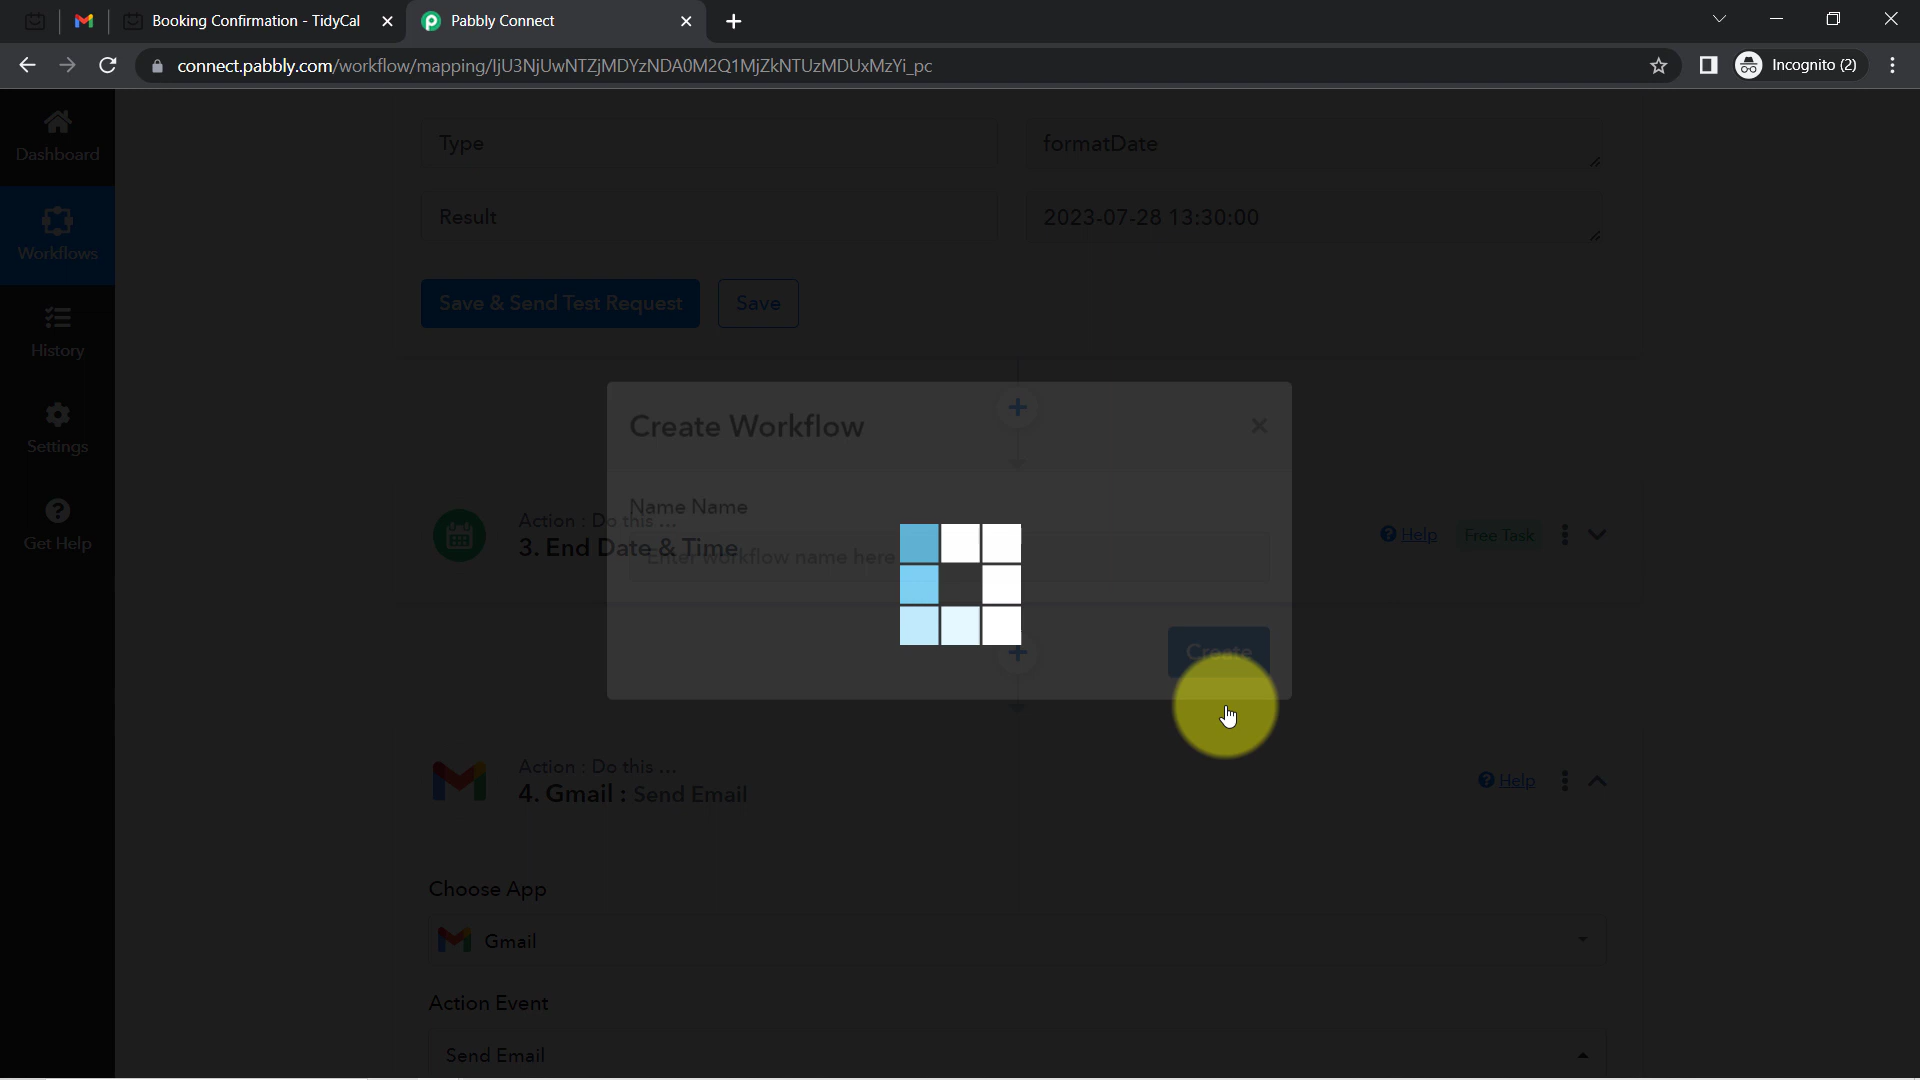 Booking Confirmation - TidyCal
Pabbly Connect
connect.pabbly.com/workflow/mapping/IjU3NjUwNTZjMDYzNDA0M2Q1MjZkNTUzMDUxMzYi_pc
Incognito (2)
Dashboard
Workflows
History
Settings
Get Help
Type
formatDate
Result
2023-07-28 13:30:00
Save & Send Test Request
Save
Create Workflow
Name Name
Enter workflow name here
Create
Action : Do this ...
3. End Date & Time
Help
Free Task
Action : Do this ...
4. Gmail : Send Email
Help
Choose App
Gmail
Action Event
Send Email